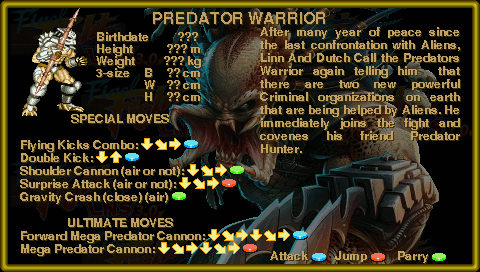 PREDATOR WARRIOR
Birthdate ???
Height ??? m
Weight ??? kg
3-size B ?? cm
W ?? cm
H ?? cm
After many year of peace since
the last confrontation with Aliens,
Linn And Dutch Call the Predators
Warrior again telling him that
there are two new powerful
Criminal organizations on earth
that are being helped by Aliens. He
immediately joins the fight and
covenes his friend Predator
Hunter.
SPECIAL MOVES
Flying Kicks Combo:
Double Kick:
Shoulder Cannon (air or not):
Surprise Attack (air or not):
Gravity Crash (close) (air)
ULTIMATE MOVES
Forward Mega Predator Cannon:
Mega Predator Cannon:
Attack Jump Parry